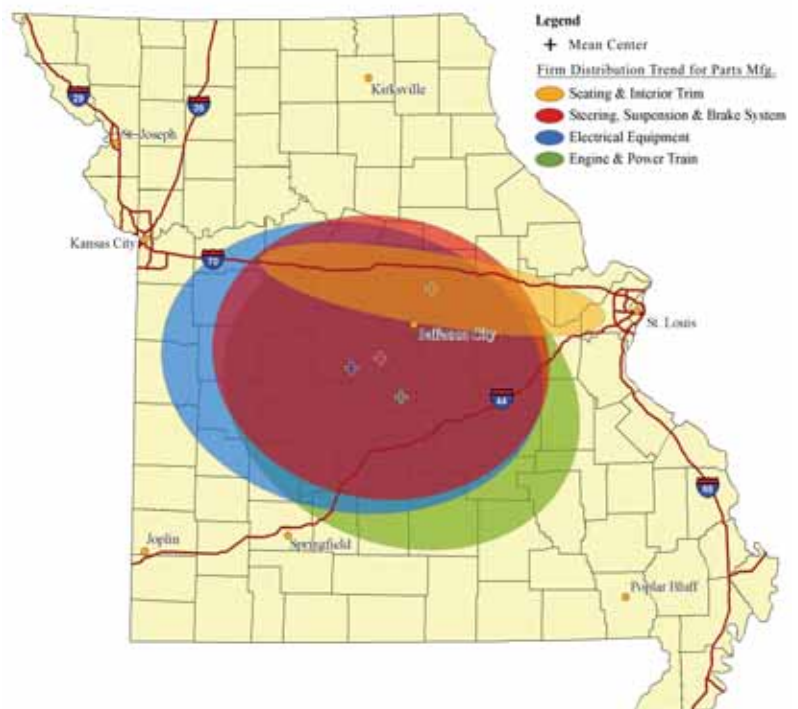 Legend
Mean Center
Firm Distribution Trend for Parts Mfg.
Seating & Interior Trim
Steering, Suspension & Brake System
Electrical Equipment
Engine & Power Train
Kirksville
29
35
St. Joseph
Kansas City
70
St. Louis
Jefferson City
44
55
Joplin
Springfield
Poplar Bluff